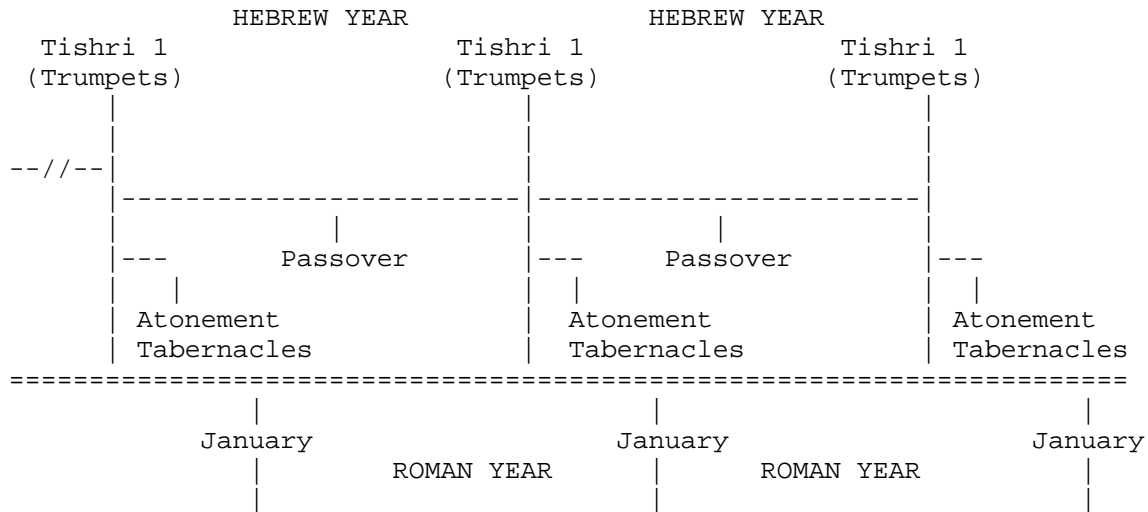 HEBREW YEAR HEBREW YEAR
Tishri 1 Tishri 1 Tishri 1
(Trumpets) (Trumpets) (Trumpets)
Passover Passover
Atonement Atonement Atonement
Tabernacles Tabernacles Tabernacles
January January January
ROMAN YEAR ROMAN YEAR